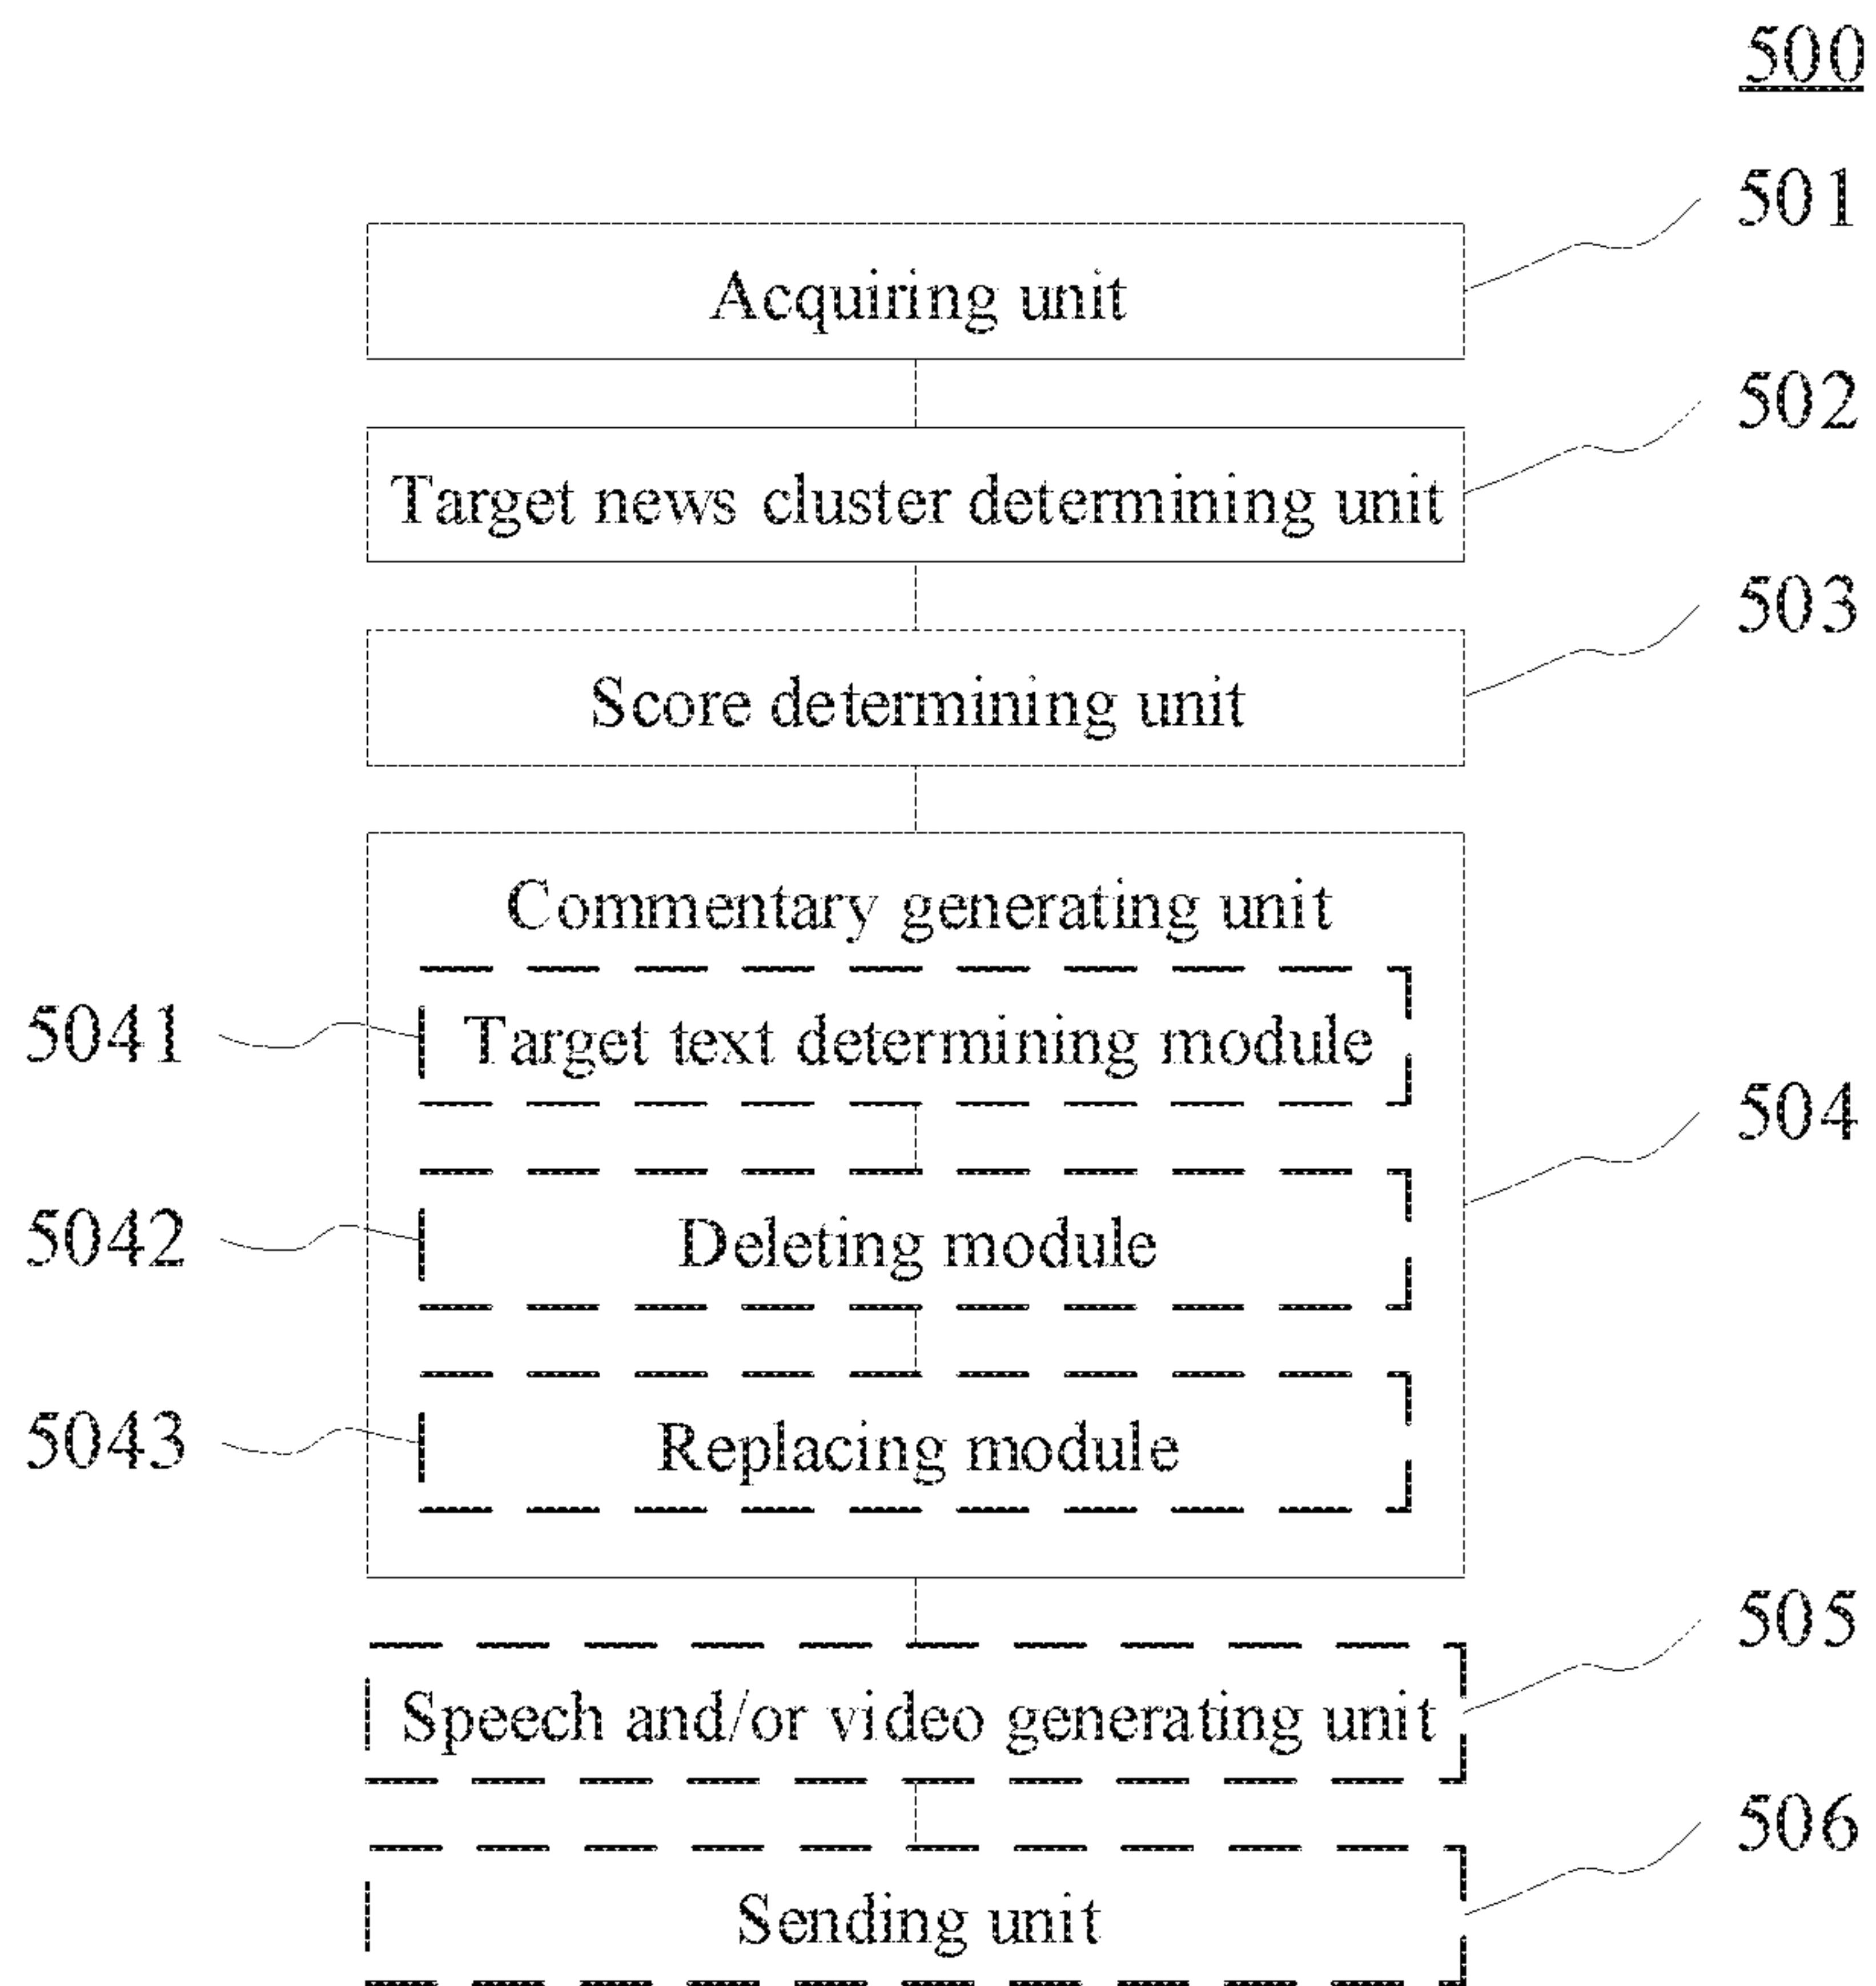 500
501
Acquiring unit
502
Target news cluster determining unit
503
Score determining unit
Commentary generating unit
5041
Target text determining module
504
5042
Deleting module
5043
Replacing module
505
Speech and/or video generating unit
506
Sending unit